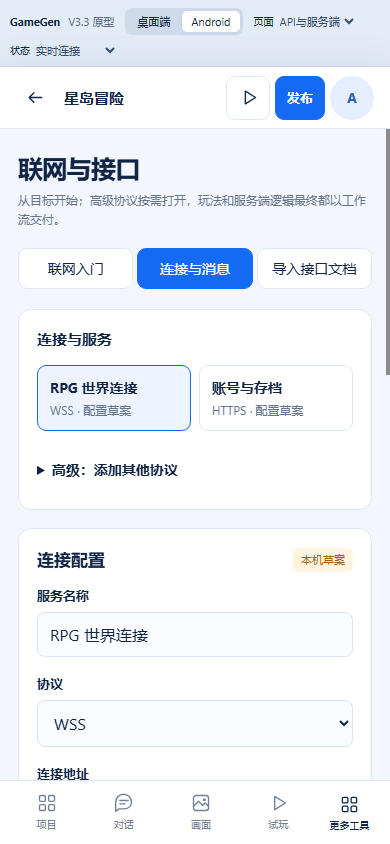 GameGen V3.3 原型 桌面端 Android 页面 API与服务端
状态 实时连接
星岛冒险 发布 A
联网与接口
从目标开始；高级协议按需打开，玩法和服务端逻辑最终都以工作
流交付。
联网入门 连接与消息 导入接口文档
连接与服务
RPG 世界连接 账号与存档
WSS · 配置草案 HTTPS · 配置草案
高级：添加其他协议
连接配置 本机草案
服务名称
RPG 世界连接
协议
WSS
连接地址
项目 对话 画面 试玩 更多工具